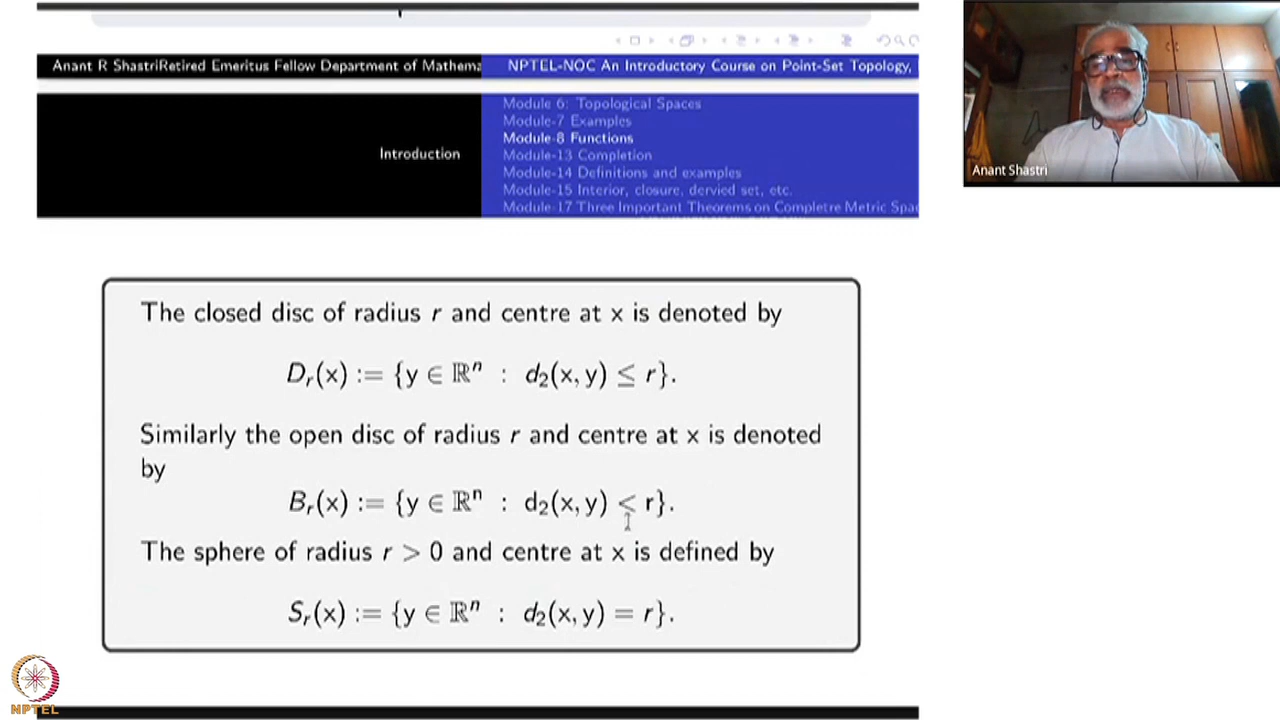 Anant R ShastriRetired Emeritus Fellow Department of Mathema
NPTEL-NOC An Introductory Course on Point-Set Topology,
Introduction
Module 6: Topological Spaces
Module-7 Examples
Module-8 Functions
Module-13 Completion
Module-14 Definitions and examples
Module-15 Interior, closure, dervied set, etc.
Module-17 Three Important Theorems on Completre Metric Spa
The closed disc of radius r and centre at x is denoted by
D_r(x) := {y ∈ ℝⁿ : d₂(x, y) ≤ r}.
Similarly the open disc of radius r and centre at x is denoted
by
B_r(x) := {y ∈ ℝⁿ : d₂(x, y) < r}.
The sphere of radius r > 0 and centre at x is defined by
S_r(x) := {y ∈ ℝⁿ : d₂(x, y) = r}.
Anant Shastri
NPTEL